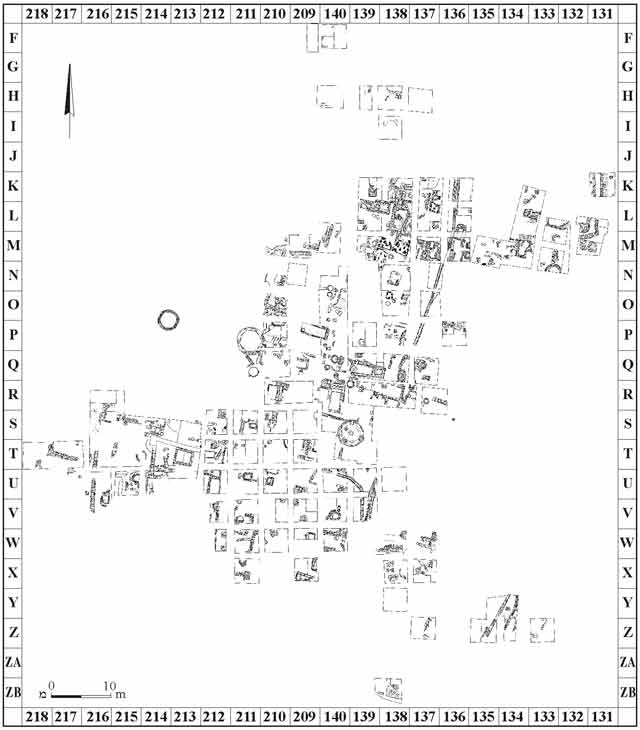 218 217 216 215 214 213 212 211 210 209 140 139 138 137 136 135 134 133 132 131
F F
G G
H H
I I
J J
K K
L L
M M
N N
O O
P P
Q Q
R R
S S
T T
U U
V V
W W
X X
Y Y
Z Z
ZA ZA
ZB ZB
0 10
מ m
218 217 216 215 214 213 212 211 210 209 140 139 138 137 136 135 134 133 132 131